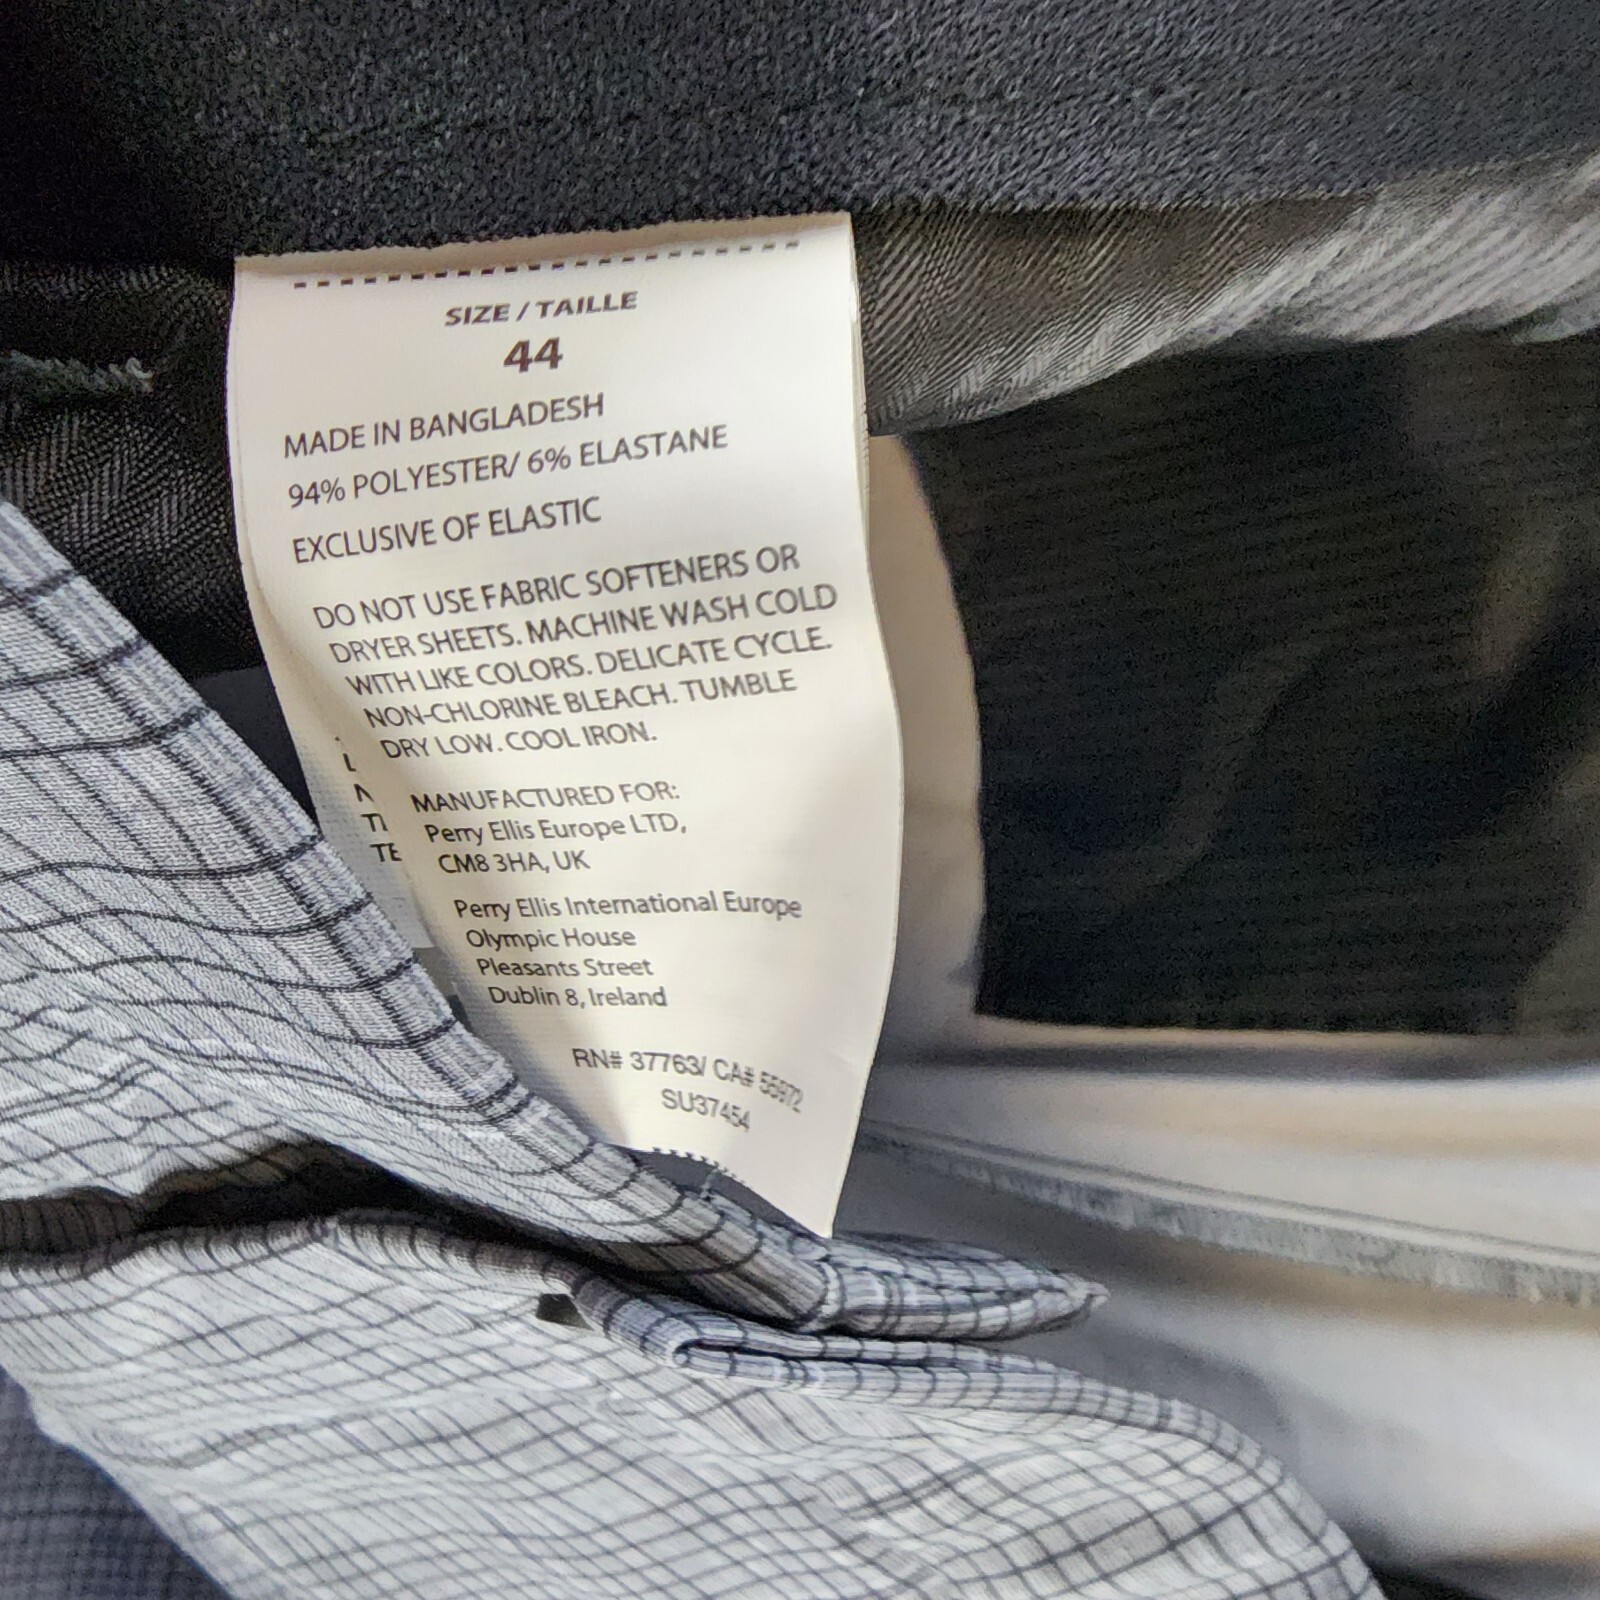 SIZE / TAILLE
44
MADE IN BANGLADESH
94% POLYESTER/ 6% ELASTANE
EXCLUSIVE OF ELASTIC
DO NOT USE FABRIC SOFTENERS OR
DRYER SHEETS. MACHINE WASH COLD
WITH LIKE COLORS. DELICATE CYCLE.
NON-CHLORINE BLEACH. TUMBLE
DRY LOW. COOL IRON.
MANUFACTURED FOR:
Perry Ellis Europe LTD,
CM8 3HA, UK
Perry Ellis International Europe
Olympic House
Pleasants Street
Dublin 8, Ireland
RN# 37763/ CA# 55972
SU37454